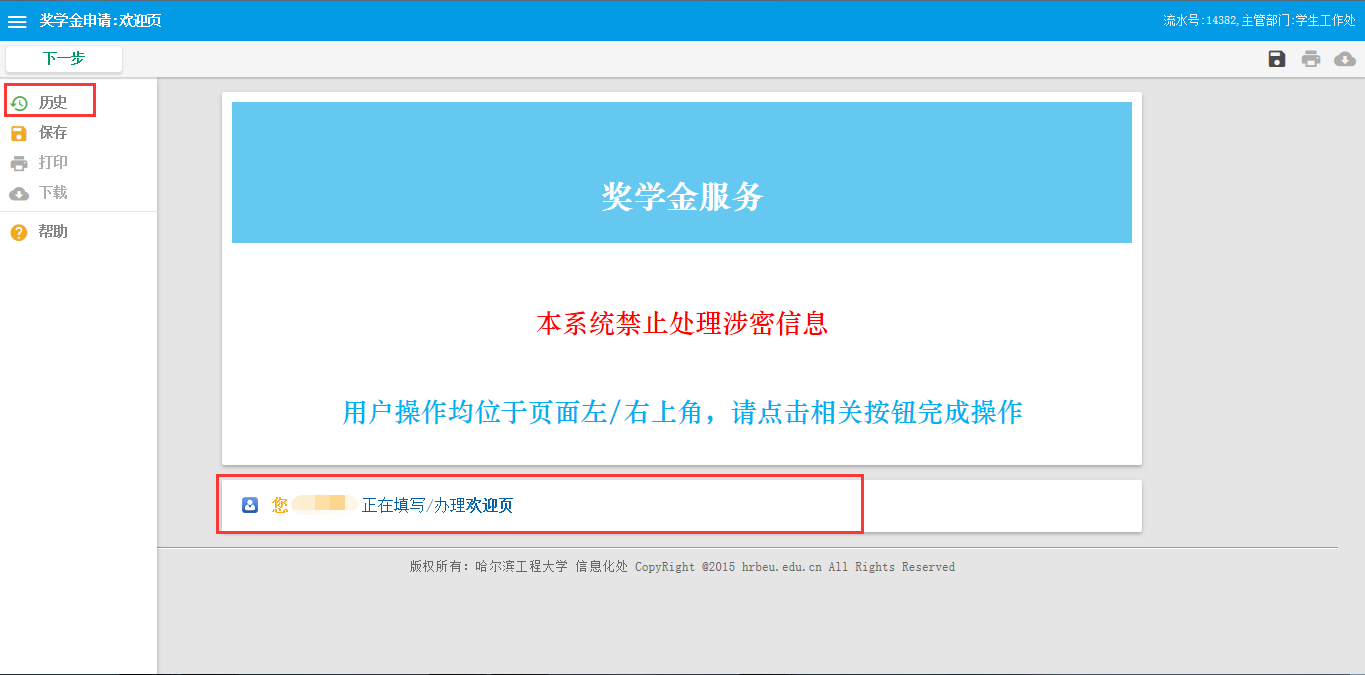 奖学金申请:欢迎页
流水号:14382,主管部门:学生工作处
下一步
历史
保存
打印
下载
帮助
奖学金服务
本系统禁止处理涉密信息
用户操作均位于页面左/右上角，请点击相关按钮完成操作
您 正在填写/办理欢迎页
版权所有：哈尔滨工程大学 信息化处 CopyRight @2015 hrbeu.edu.cn All Rights Reserved